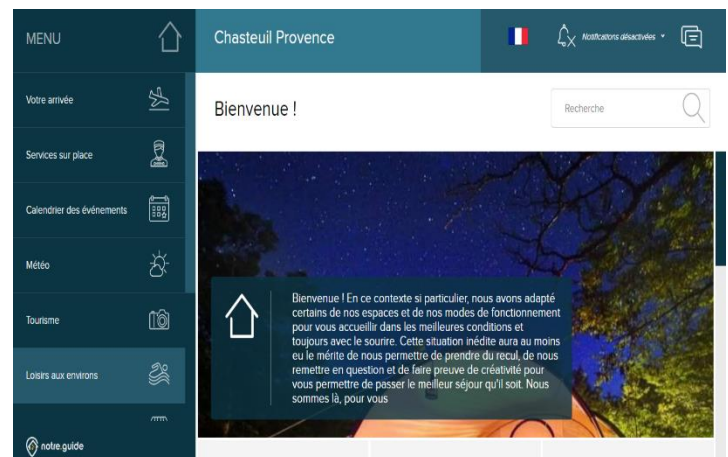 MENU
Chasteuil Provence
Notifications désactivées
Votre arrivée
Bienvenue !
Recherche
Services sur place
Calendrier des événements
Météo
Tourisme
Loisirs aux environs
notre.guide
Bienvenue ! En ce contexte si particulier, nous avons adapté
certains de nos espaces et de nos modes de fonctionnement
pour vous accueillir dans les meilleures conditions et
toujours avec le sourire. Cette situation inédite aura au moins
eu le mérite de nous permettre de prendre du recul, de nous
remettre en question et de faire preuve de créativité pour
vous permettre de passer le meilleur séjour qu'il soit. Nous
sommes là, pour vous